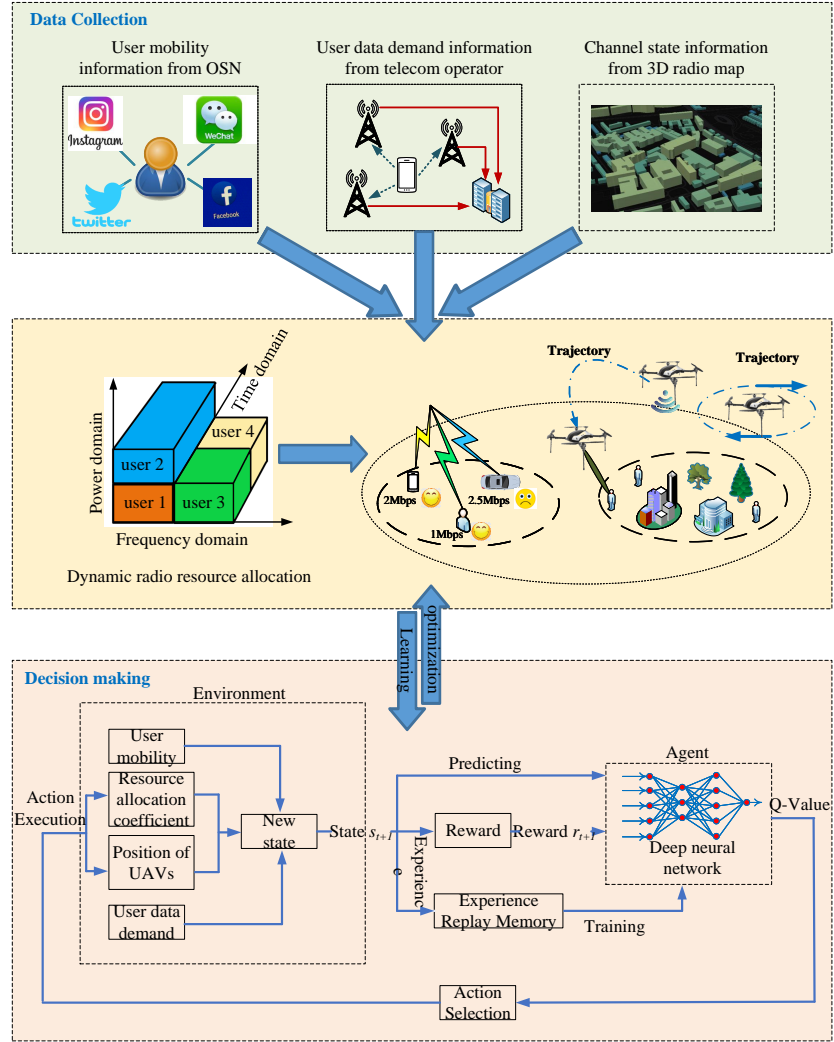 Data Collection
User mobility
information from OSN
User data demand information
from telecom operator
Channel state information
from 3D radio map
Instagram
WeChat
twitter
Facebook
Trajectory
Trajectory
Time domain
Power domain
user 2
user 4
user 1
user 3
Frequency domain
Dynamic radio resource allocation
2Mbps
2.5Mbps
1Mbps
Learning
optimization
Decision making
Environment
User
mobility
Resource
allocation
coefficient
Position of
UAVs
User data
demand
Action
Execution
New
state
State s_{t+1}
Predicting
Reward
Reward r_{t+1}
Experienc
e
Experience
Replay Memory
Training
Agent
Deep neural
network
Q-Value
Action
Selection